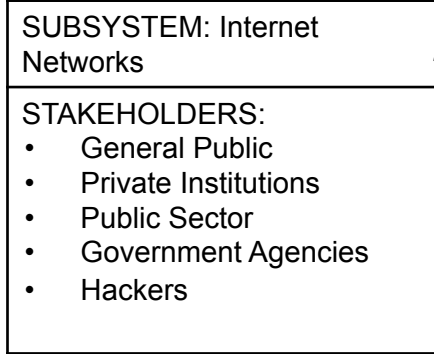 SUBSYSTEM: Internet
Networks
STAKEHOLDERS:
• General Public
• Private Institutions
• Public Sector
• Government Agencies
• Hackers